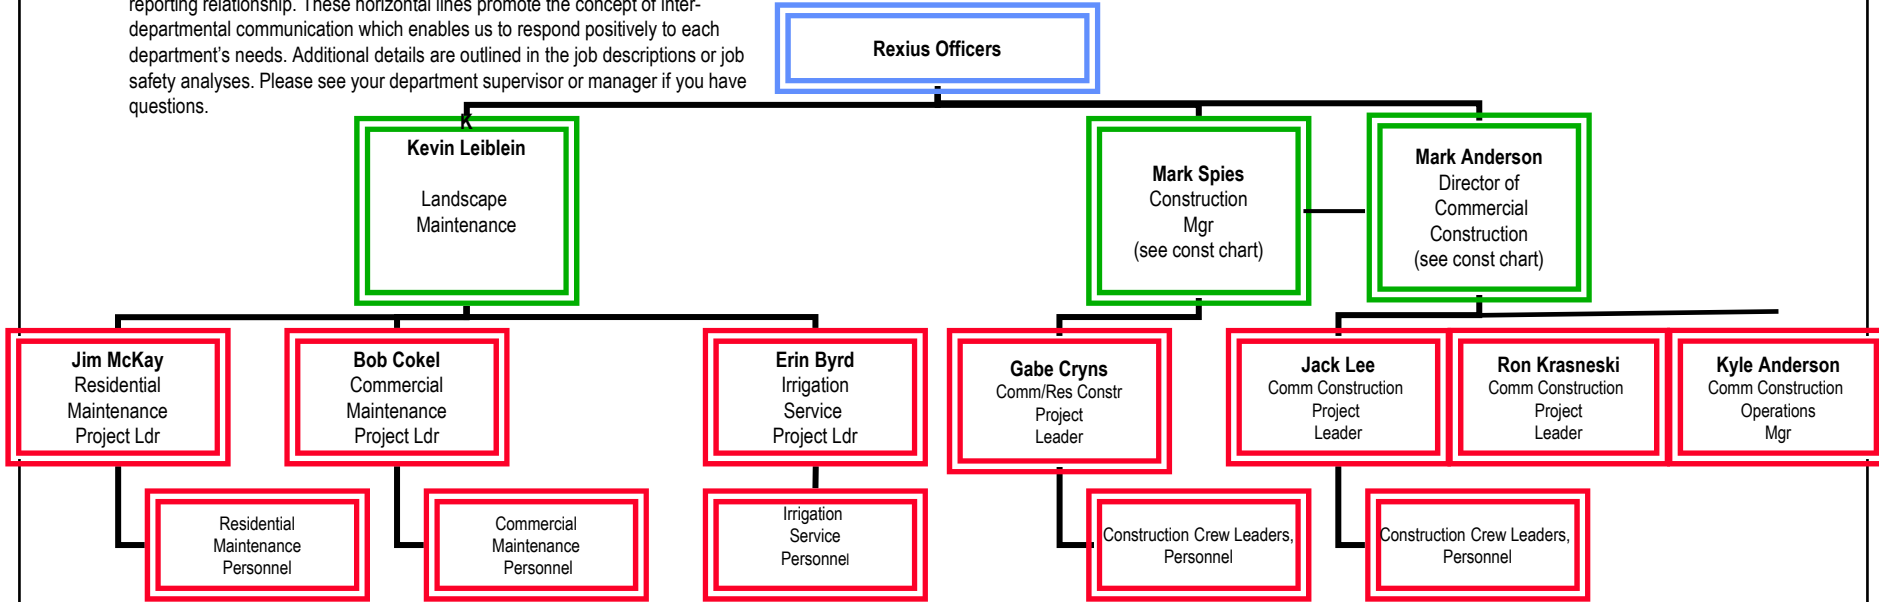 reporting relationship. These horizontal lines promote the concept of inter-
departmental communication which enables us to respond positively to each
department's needs. Additional details are outlined in the job descriptions or job
safety analyses. Please see your department supervisor or manager if you have
questions.
Rexius Officers
K
Kevin Leiblein
Landscape
Maintenance
Mark Spies
Construction
Mgr
(see const chart)
Mark Anderson
Director of
Commercial
Construction
(see const chart)
Jim McKay
Residential
Maintenance
Project Ldr
Bob Cokel
Commercial
Maintenance
Project Ldr
Erin Byrd
Irrigation
Service
Project Ldr
Gabe Cryns
Comm/Res Constr
Project
Leader
Jack Lee
Comm Construction
Project
Leader
Ron Krasneski
Comm Construction
Project
Leader
Kyle Anderson
Comm Construction
Operations
Mgr
Residential
Maintenance
Personnel
Commercial
Maintenance
Personnel
Irrigation
Service
Personnel
Construction Crew Leaders,
Personnel
Construction Crew Leaders,
Personnel